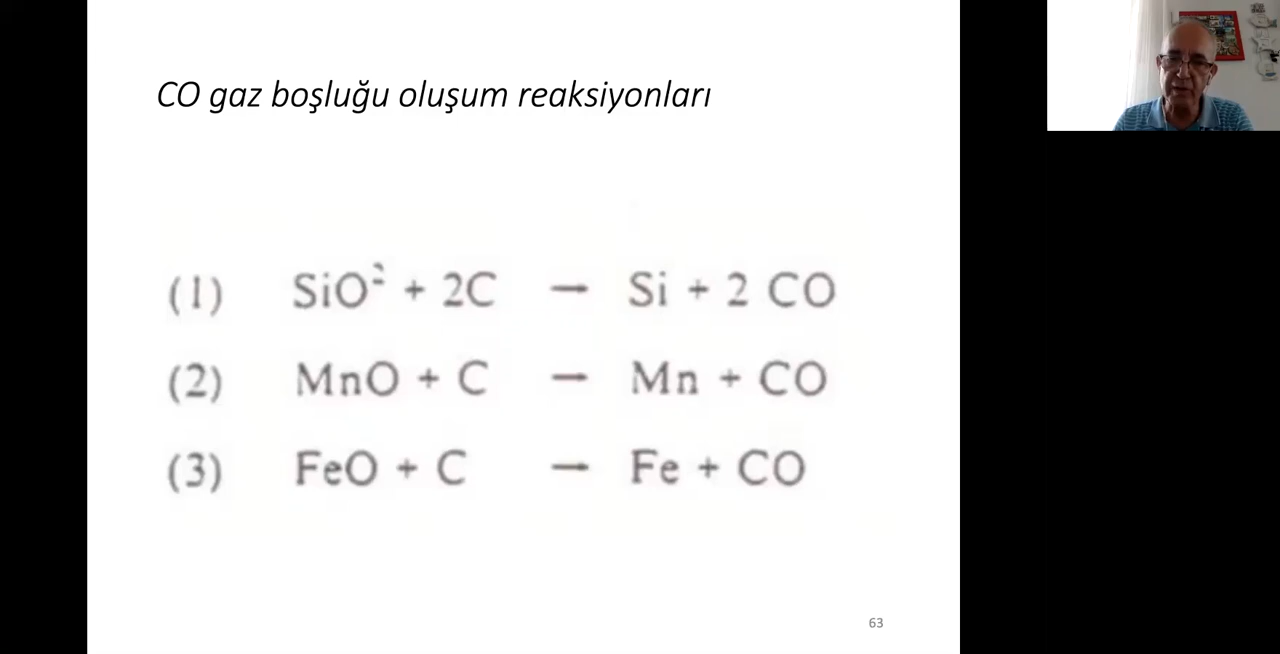 CO gaz boşluğu oluşum reaksiyonları
(1) SiO² + 2C → Si + 2 CO
(2) MnO + C → Mn + CO
(3) FeO + C → Fe + CO
63